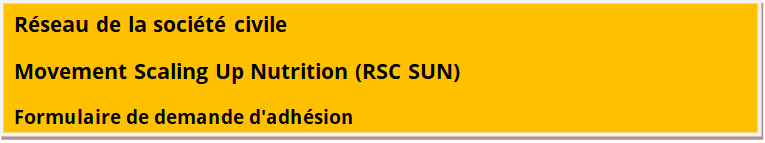 Réseau de la société civile
Movement Scaling Up Nutrition (RSC SUN)
Formulaire de demande d'adhésion